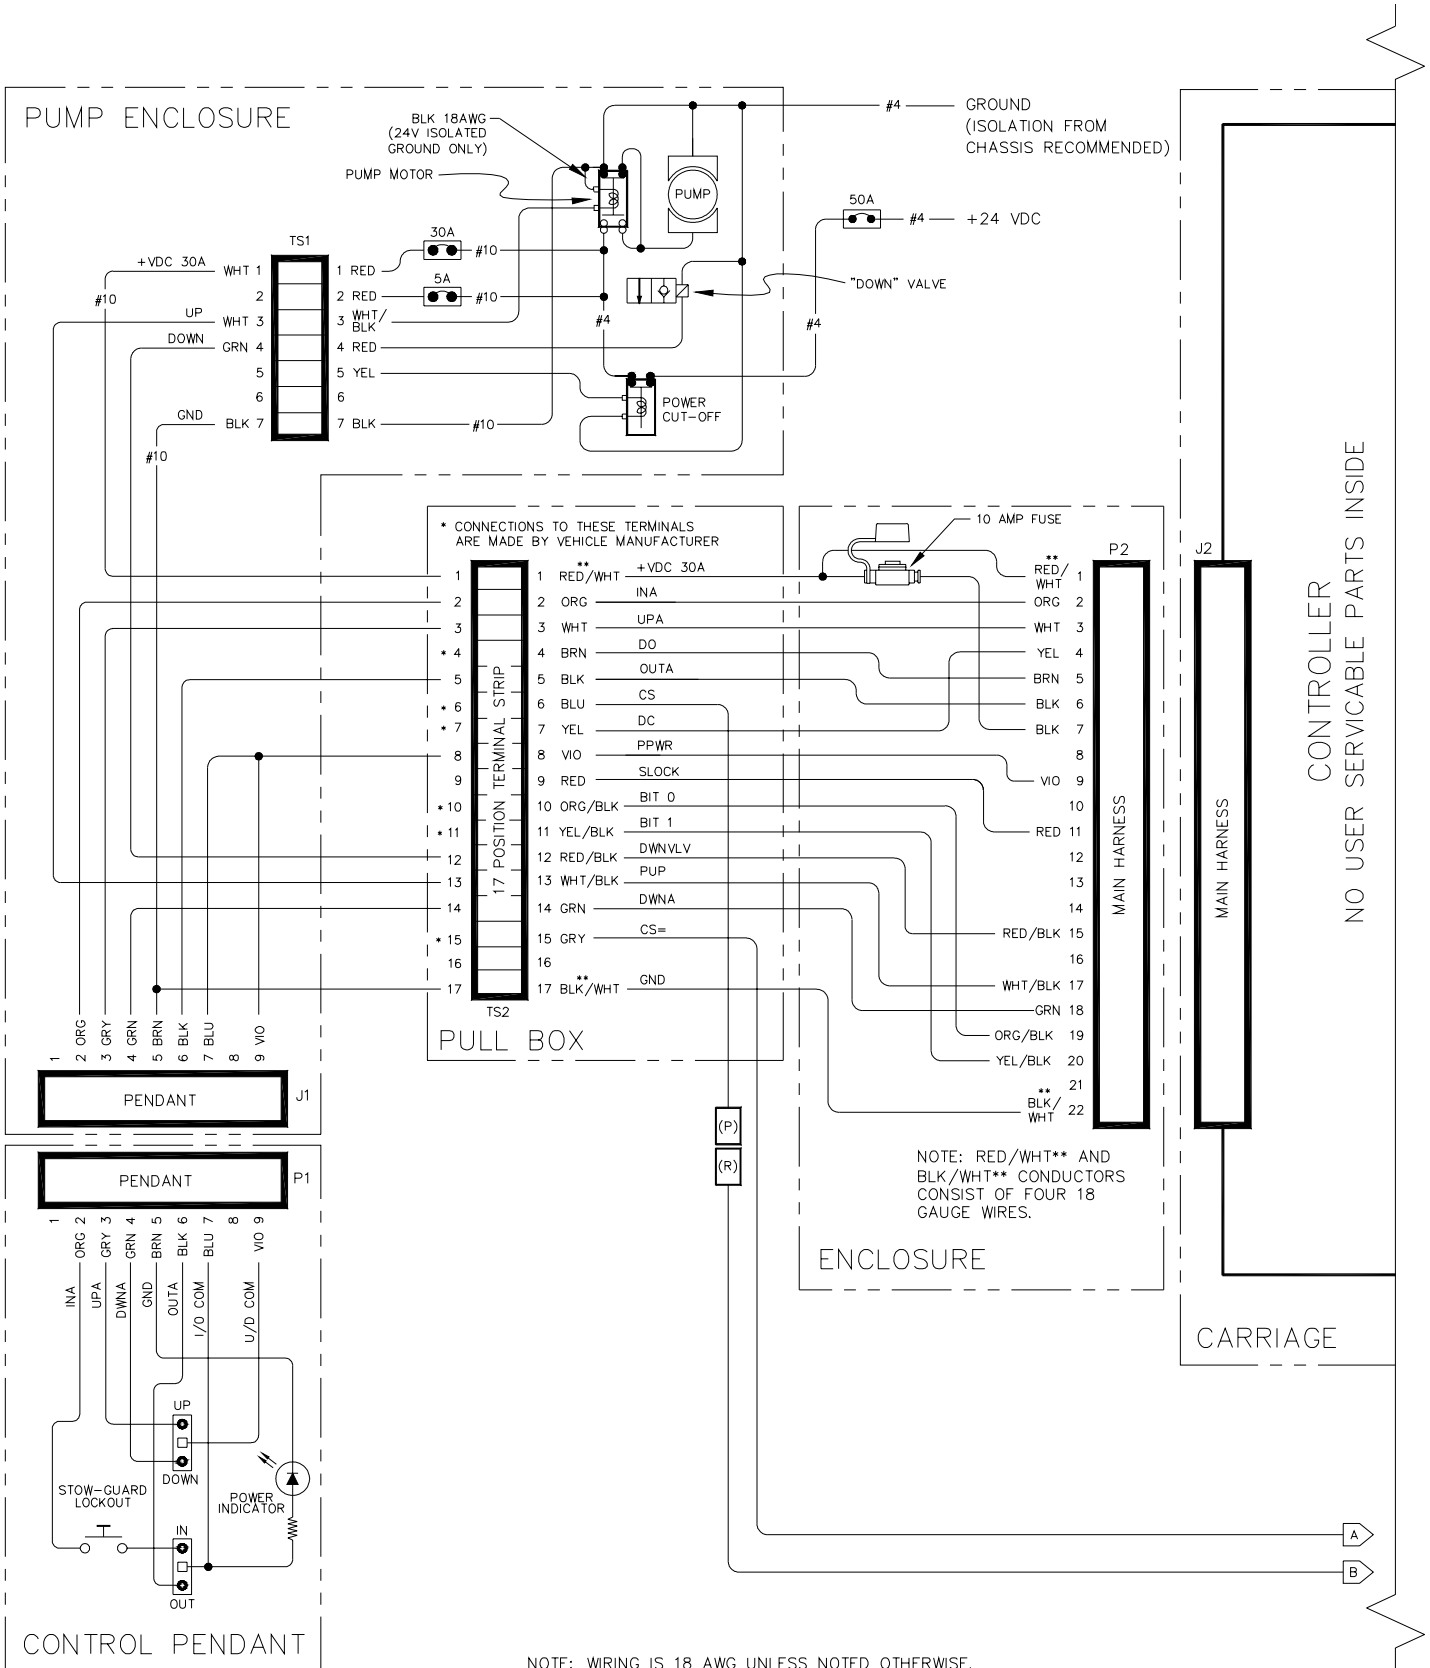 PUMP ENCLOSURE
BLK 18AWG
(24V ISOLATED
GROUND ONLY)
PUMP MOTOR
PUMP
#4
GROUND
(ISOLATION FROM
CHASSIS RECOMMENDED)
50A
#4
+24 VDC
"DOWN" VALVE
#4
#4
POWER
CUT-OFF
30A
#10
5A
#10
TS1
+VDC 30A
WHT 1
1 RED
#10
2
2 RED
UP
WHT 3
3 WHT/
BLK
DOWN
GRN 4
4 RED
5
5 YEL
6
6
GND
BLK 7
7 BLK
#10
#10
* CONNECTIONS TO THESE TERMINALS
ARE MADE BY VEHICLE MANUFACTURER
17 POSITION TERMINAL STRIP
1
1 RED/WHT
**
+VDC 30A
2
2 ORG
INA
3
3 WHT
UPA
* 4
4 BRN
DO
5
5 BLK
OUTA
* 6
6 BLU
CS
* 7
7 YEL
DC
8
8 VIO
PPWR
9
9 RED
SLOCK
* 10
10 ORG/BLK
BIT 0
* 11
11 YEL/BLK
BIT 1
12
12 RED/BLK
DWNVLV
13
13 WHT/BLK
PUP
14
14 GRN
DWNA
* 15
15 GRY
CS=
16
16
17
17 BLK/WHT
**
GND
TS2
PULL BOX
10 AMP FUSE
P2
**
RED/
WHT
1
ORG 2
WHT 3
YEL 4
BRN 5
BLK 6
BLK 7
8
VIO 9
10
RED 11
12
13
14
RED/BLK 15
16
WHT/BLK 17
GRN 18
ORG/BLK 19
YEL/BLK 20
21
**
BLK/
WHT
22
MAIN HARNESS
NOTE: RED/WHT** AND
BLK/WHT** CONDUCTORS
CONSIST OF FOUR 18
GAUGE WIRES.
ENCLOSURE
J2
MAIN HARNESS
CONTROLLER
NO USER SERVICABLE PARTS INSIDE
CARRIAGE
(P)
(R)
1
2 ORG
3 GRY
4 GRN
5 BRN
6 BLK
7 BLU
8
9 VIO
PENDANT
J1
PENDANT
P1
1
ORG 2
GRY 3
GRN 4
BRN 5
BLK 6
BLU 7
8
VIO 9
INA
UPA
DWNA
GND
OUTA
I/O COM
U/D COM
UP
DOWN
STOW-GUARD
LOCKOUT
POWER
INDICATOR
IN
OUT
CONTROL PENDANT
A
B
NOTE: WIRING IS 18 AWG UNLESS NOTED OTHERWISE.